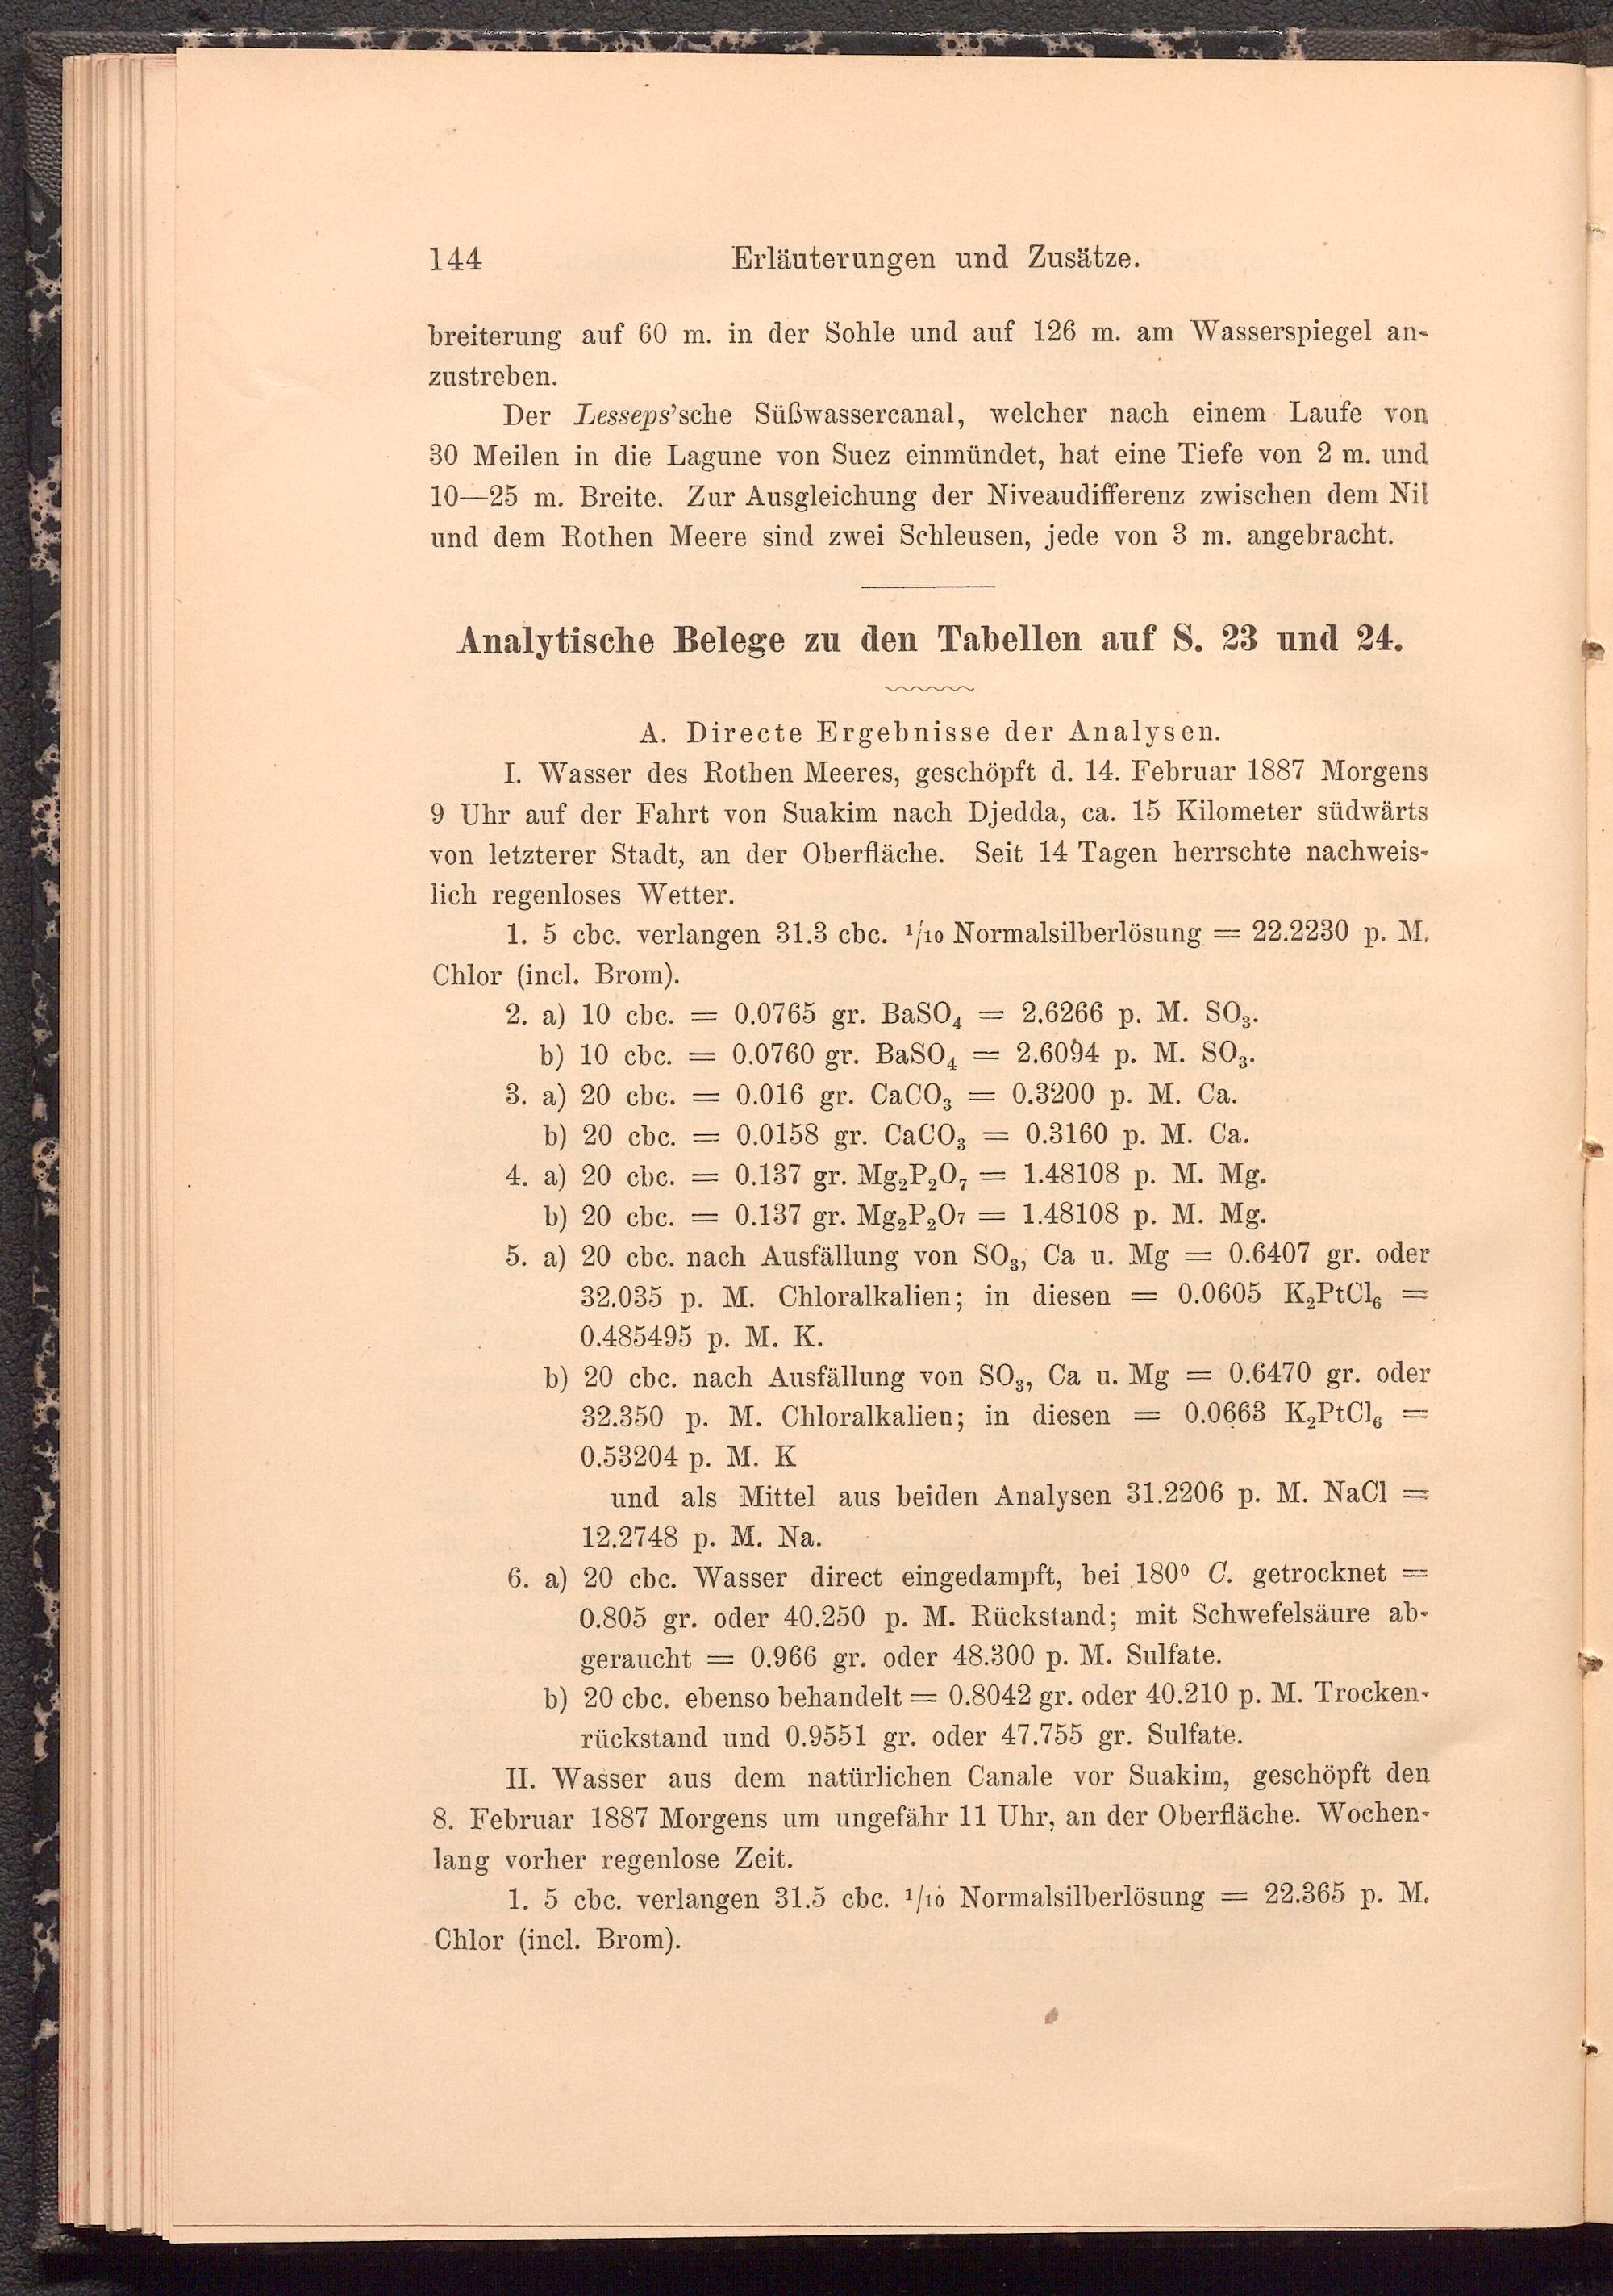 144 Erläuterungen und Zusätze.
breiterung auf 60 m. in der Sohle und auf 126 m. am Wasserspiegel an-
zustreben.
Der Lesseps'sche Süßwassercanal, welcher nach einem Laufe von
30 Meilen in die Lagune von Suez einmündet, hat eine Tiefe von 2 m. und
10—25 m. Breite. Zur Ausgleichung der Niveaudifferenz zwischen dem Nil
und dem Rothen Meere sind zwei Schleusen, jede von 3 m. angebracht.
Analytische Belege zu den Tabellen auf S. 23 und 24.
A. Directe Ergebnisse der Analysen.
I. Wasser des Rothen Meeres, geschöpft d. 14. Februar 1887 Morgens
9 Uhr auf der Fahrt von Suakim nach Djedda, ca. 15 Kilometer südwärts
von letzterer Stadt, an der Oberfläche. Seit 14 Tagen herrschte nachweis-
lich regenloses Wetter.
1. 5 cbc. verlangen 31.3 cbc. ¹/₁₀ Normalsilberlösung = 22.2230 p. M.
Chlor (incl. Brom).
2. a) 10 cbc. = 0.0765 gr. BaSO₄ = 2.6266 p. M. SO₃.
b) 10 cbc. = 0.0760 gr. BaSO₄ = 2.6094 p. M. SO₃.
3. a) 20 cbc. = 0.016 gr. CaCO₃ = 0.3200 p. M. Ca.
b) 20 cbc. = 0.0158 gr. CaCO₃ = 0.3160 p. M. Ca.
4. a) 20 cbc. = 0.137 gr. Mg₂P₂O₇ = 1.48108 p. M. Mg.
b) 20 cbc. = 0.137 gr. Mg₂P₂O₇ = 1.48108 p. M. Mg.
5. a) 20 cbc. nach Ausfällung von SO₃, Ca u. Mg = 0.6407 gr. oder
32.035 p. M. Chloralkalien; in diesen = 0.0605 K₂PtCl₆ =
0.485495 p. M. K.
b) 20 cbc. nach Ausfällung von SO₃, Ca u. Mg = 0.6470 gr. oder
32.350 p. M. Chloralkalien; in diesen = 0.0663 K₂PtCl₆ =
0.53204 p. M. K
und als Mittel aus beiden Analysen 31.2206 p. M. NaCl =
12.2748 p. M. Na.
6. a) 20 cbc. Wasser direct eingedampft, bei 180⁰ C. getrocknet =
0.805 gr. oder 40.250 p. M. Rückstand; mit Schwefelsäure ab-
geraucht = 0.966 gr. oder 48.300 p. M. Sulfate.
b) 20 cbc. ebenso behandelt = 0.8042 gr. oder 40.210 p. M. Trocken-
rückstand und 0.9551 gr. oder 47.755 gr. Sulfate.
II. Wasser aus dem natürlichen Canale vor Suakim, geschöpft den
8. Februar 1887 Morgens um ungefähr 11 Uhr, an der Oberfläche. Wochen-
lang vorher regenlose Zeit.
1. 5 cbc. verlangen 31.5 cbc. ¹/₁₀ Normalsilberlösung = 22.365 p. M.
Chlor (incl. Brom).